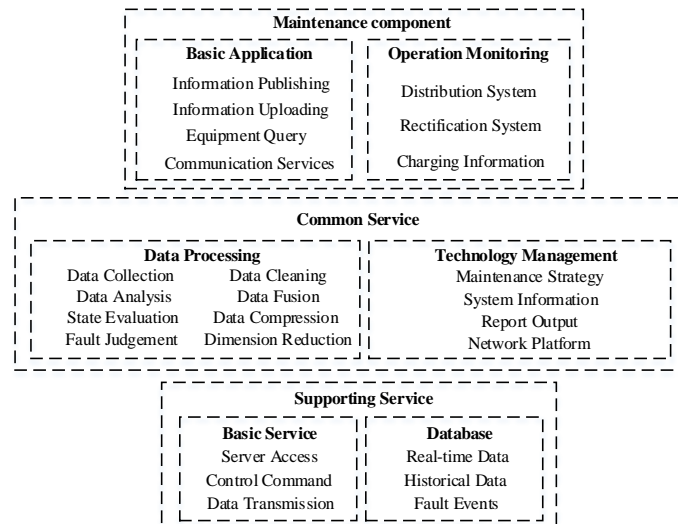 Maintenance component
Basic Application
Information Publishing
Information Uploading
Equipment Query
Communication Services
Operation Monitoring
Distribution System
Rectification System
Charging Information
Common Service
Data Processing
Data Collection Data Cleaning
Data Analysis Data Fusion
State Evaluation Data Compression
Fault Judgement Dimension Reduction
Technology Management
Maintenance Strategy
System Information
Report Output
Network Platform
Supporting Service
Basic Service
Server Access
Control Command
Data Transmission
Database
Real-time Data
Historical Data
Fault Events